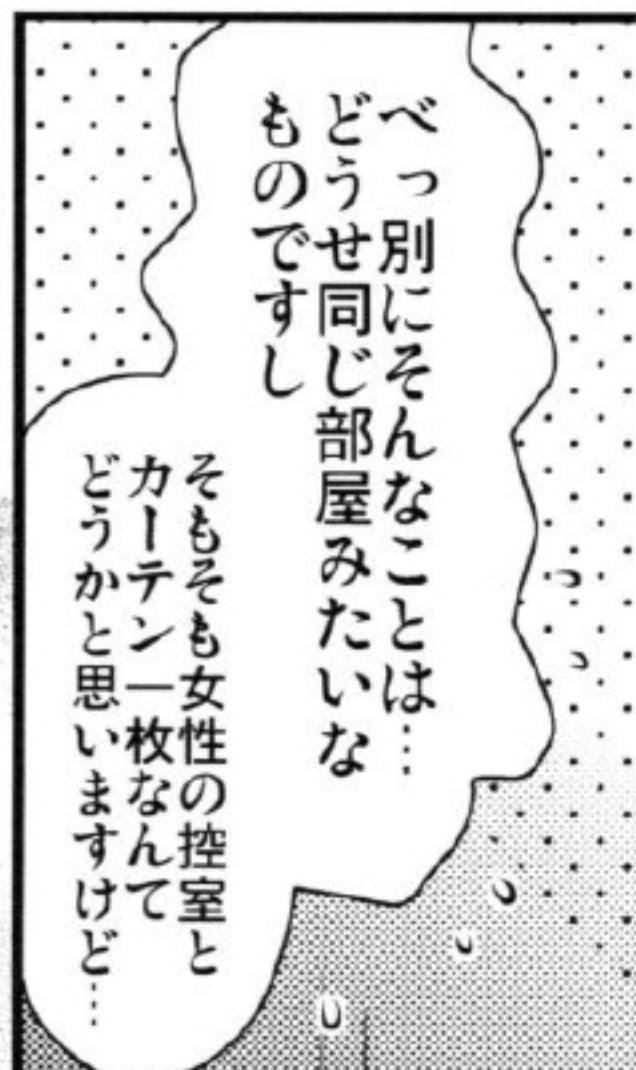 べっ別にそんなことは…
どうせ同じ部屋みたいな
ものですし
そもそも女性の控室と
カーテン一枚なんて
どうかと思いますけど…